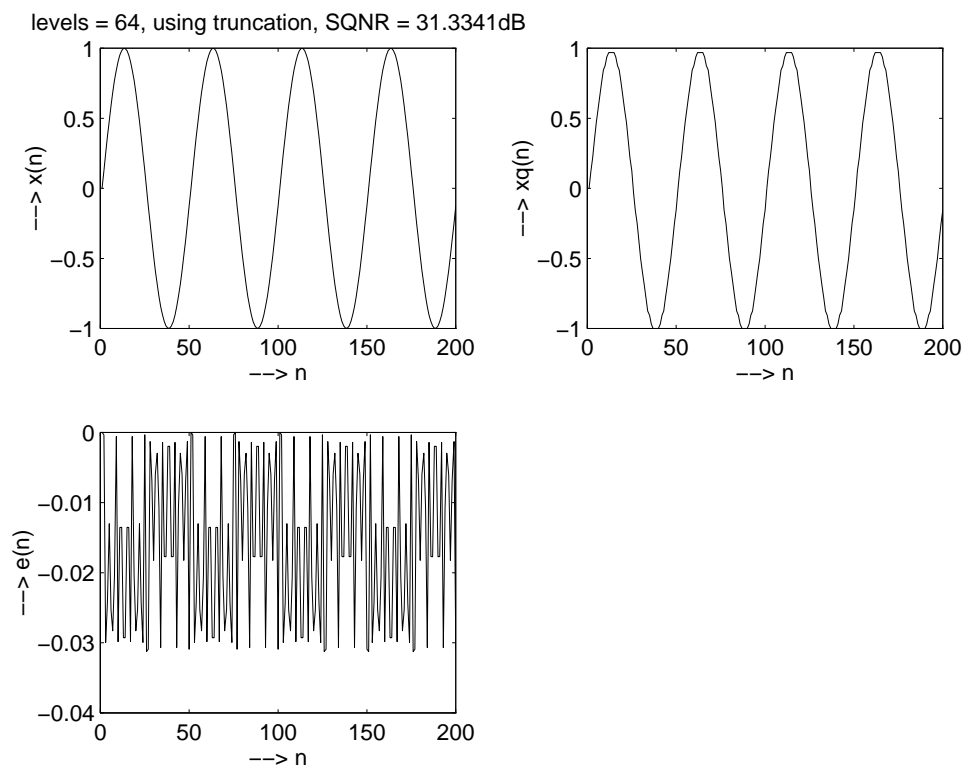 levels = 64, using truncation, SQNR = 31.3341dB
1
0.5
0
−0.5
−1
−−> x(n)
0 50 100 150 200
−−> n
1
0.5
0
−0.5
−1
−−> xq(n)
0 50 100 150 200
−−> n
0
−0.01
−0.02
−0.03
−0.04
−−> e(n)
0 50 100 150 200
−−> n